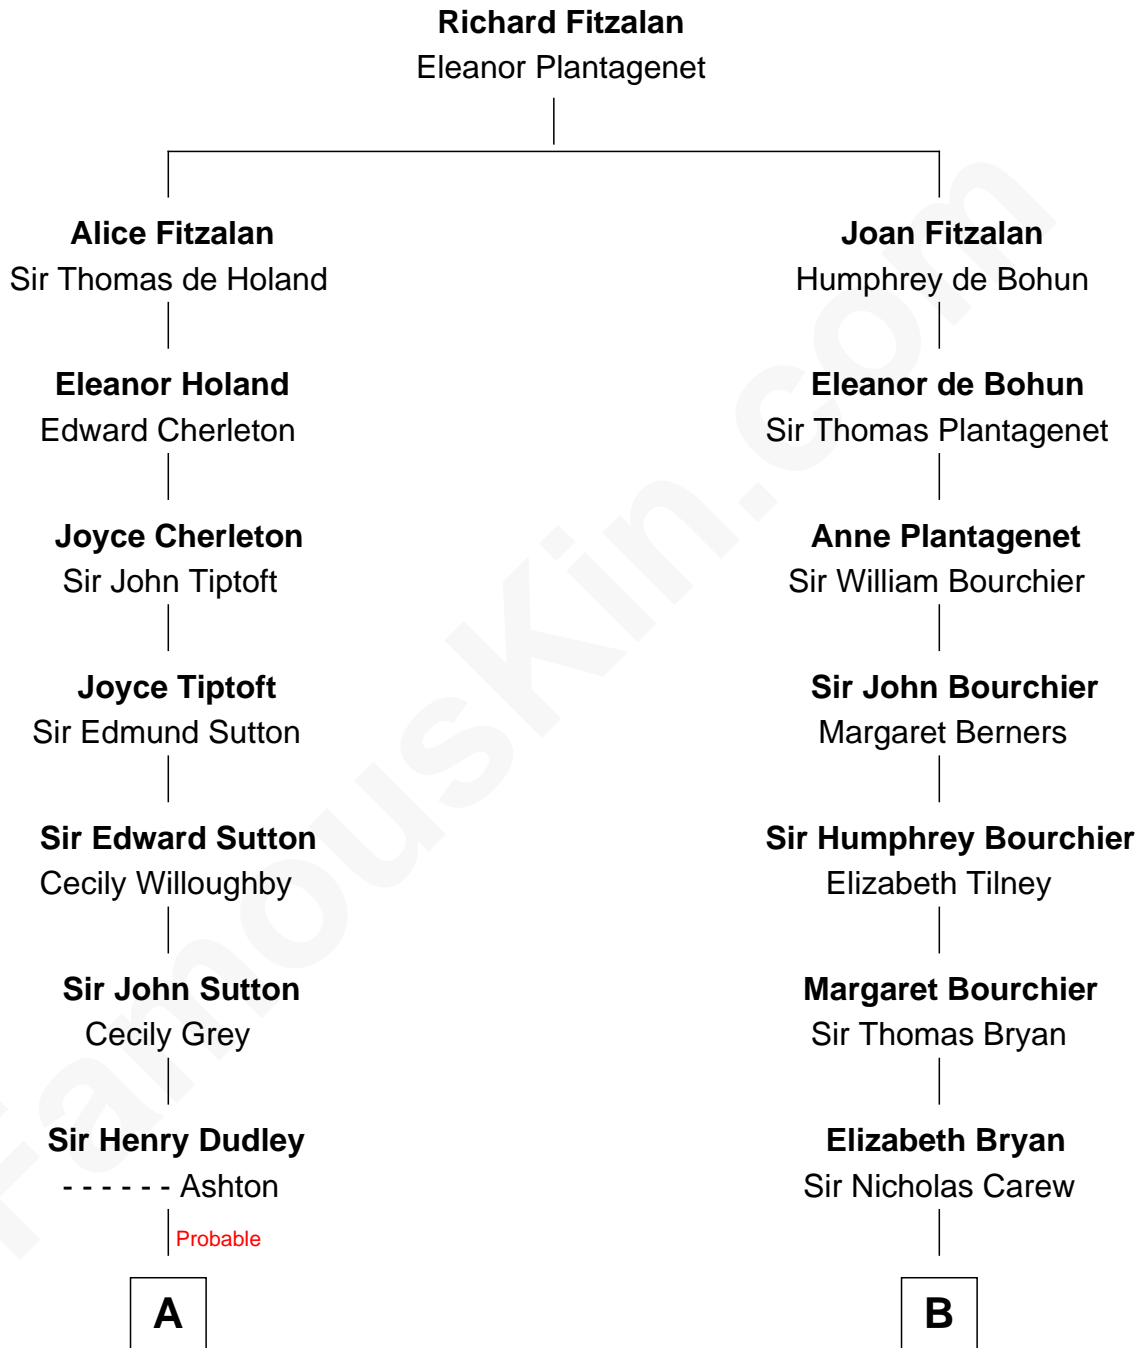 Richard Fitzalan
Eleanor Plantagenet
Alice Fitzalan
Sir Thomas de Holand
Eleanor Holand
Edward Cherleton
Joyce Cherleton
Sir John Tiptoft
Joyce Tiptoft
Sir Edmund Sutton
Sir Edward Sutton
Cecily Willoughby
Sir John Sutton
Cecily Grey
Sir Henry Dudley
- - - - - - Ashton
Probable
A
Joan Fitzalan
Humphrey de Bohun
Eleanor de Bohun
Sir Thomas Plantagenet
Anne Plantagenet
Sir William Bourchier
Sir John Bourchier
Margaret Berners
Sir Humphrey Bourchier
Elizabeth Tilney
Margaret Bourchier
Sir Thomas Bryan
Elizabeth Bryan
Sir Nicholas Carew
B
FamousKin.com